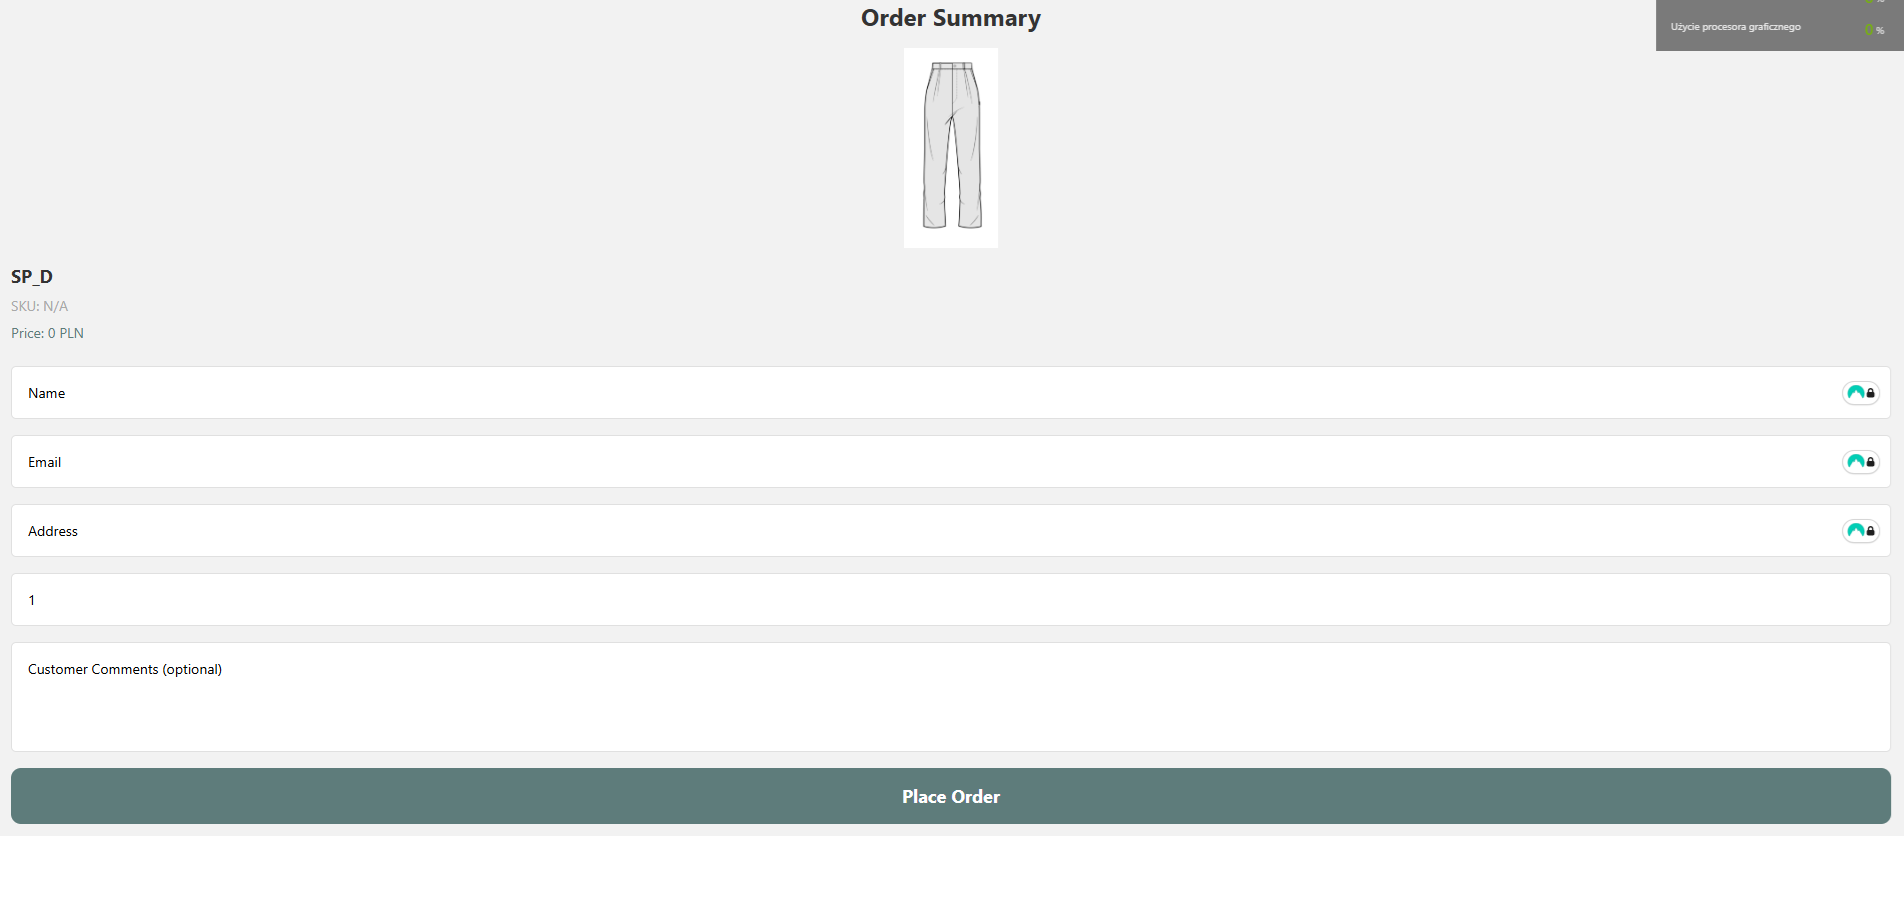 Order Summary
Użycie procesora graficznego 0 %
SP_D
SKU: N/A
Price: 0 PLN
Name
Email
Address
1
Customer Comments (optional)
Place Order